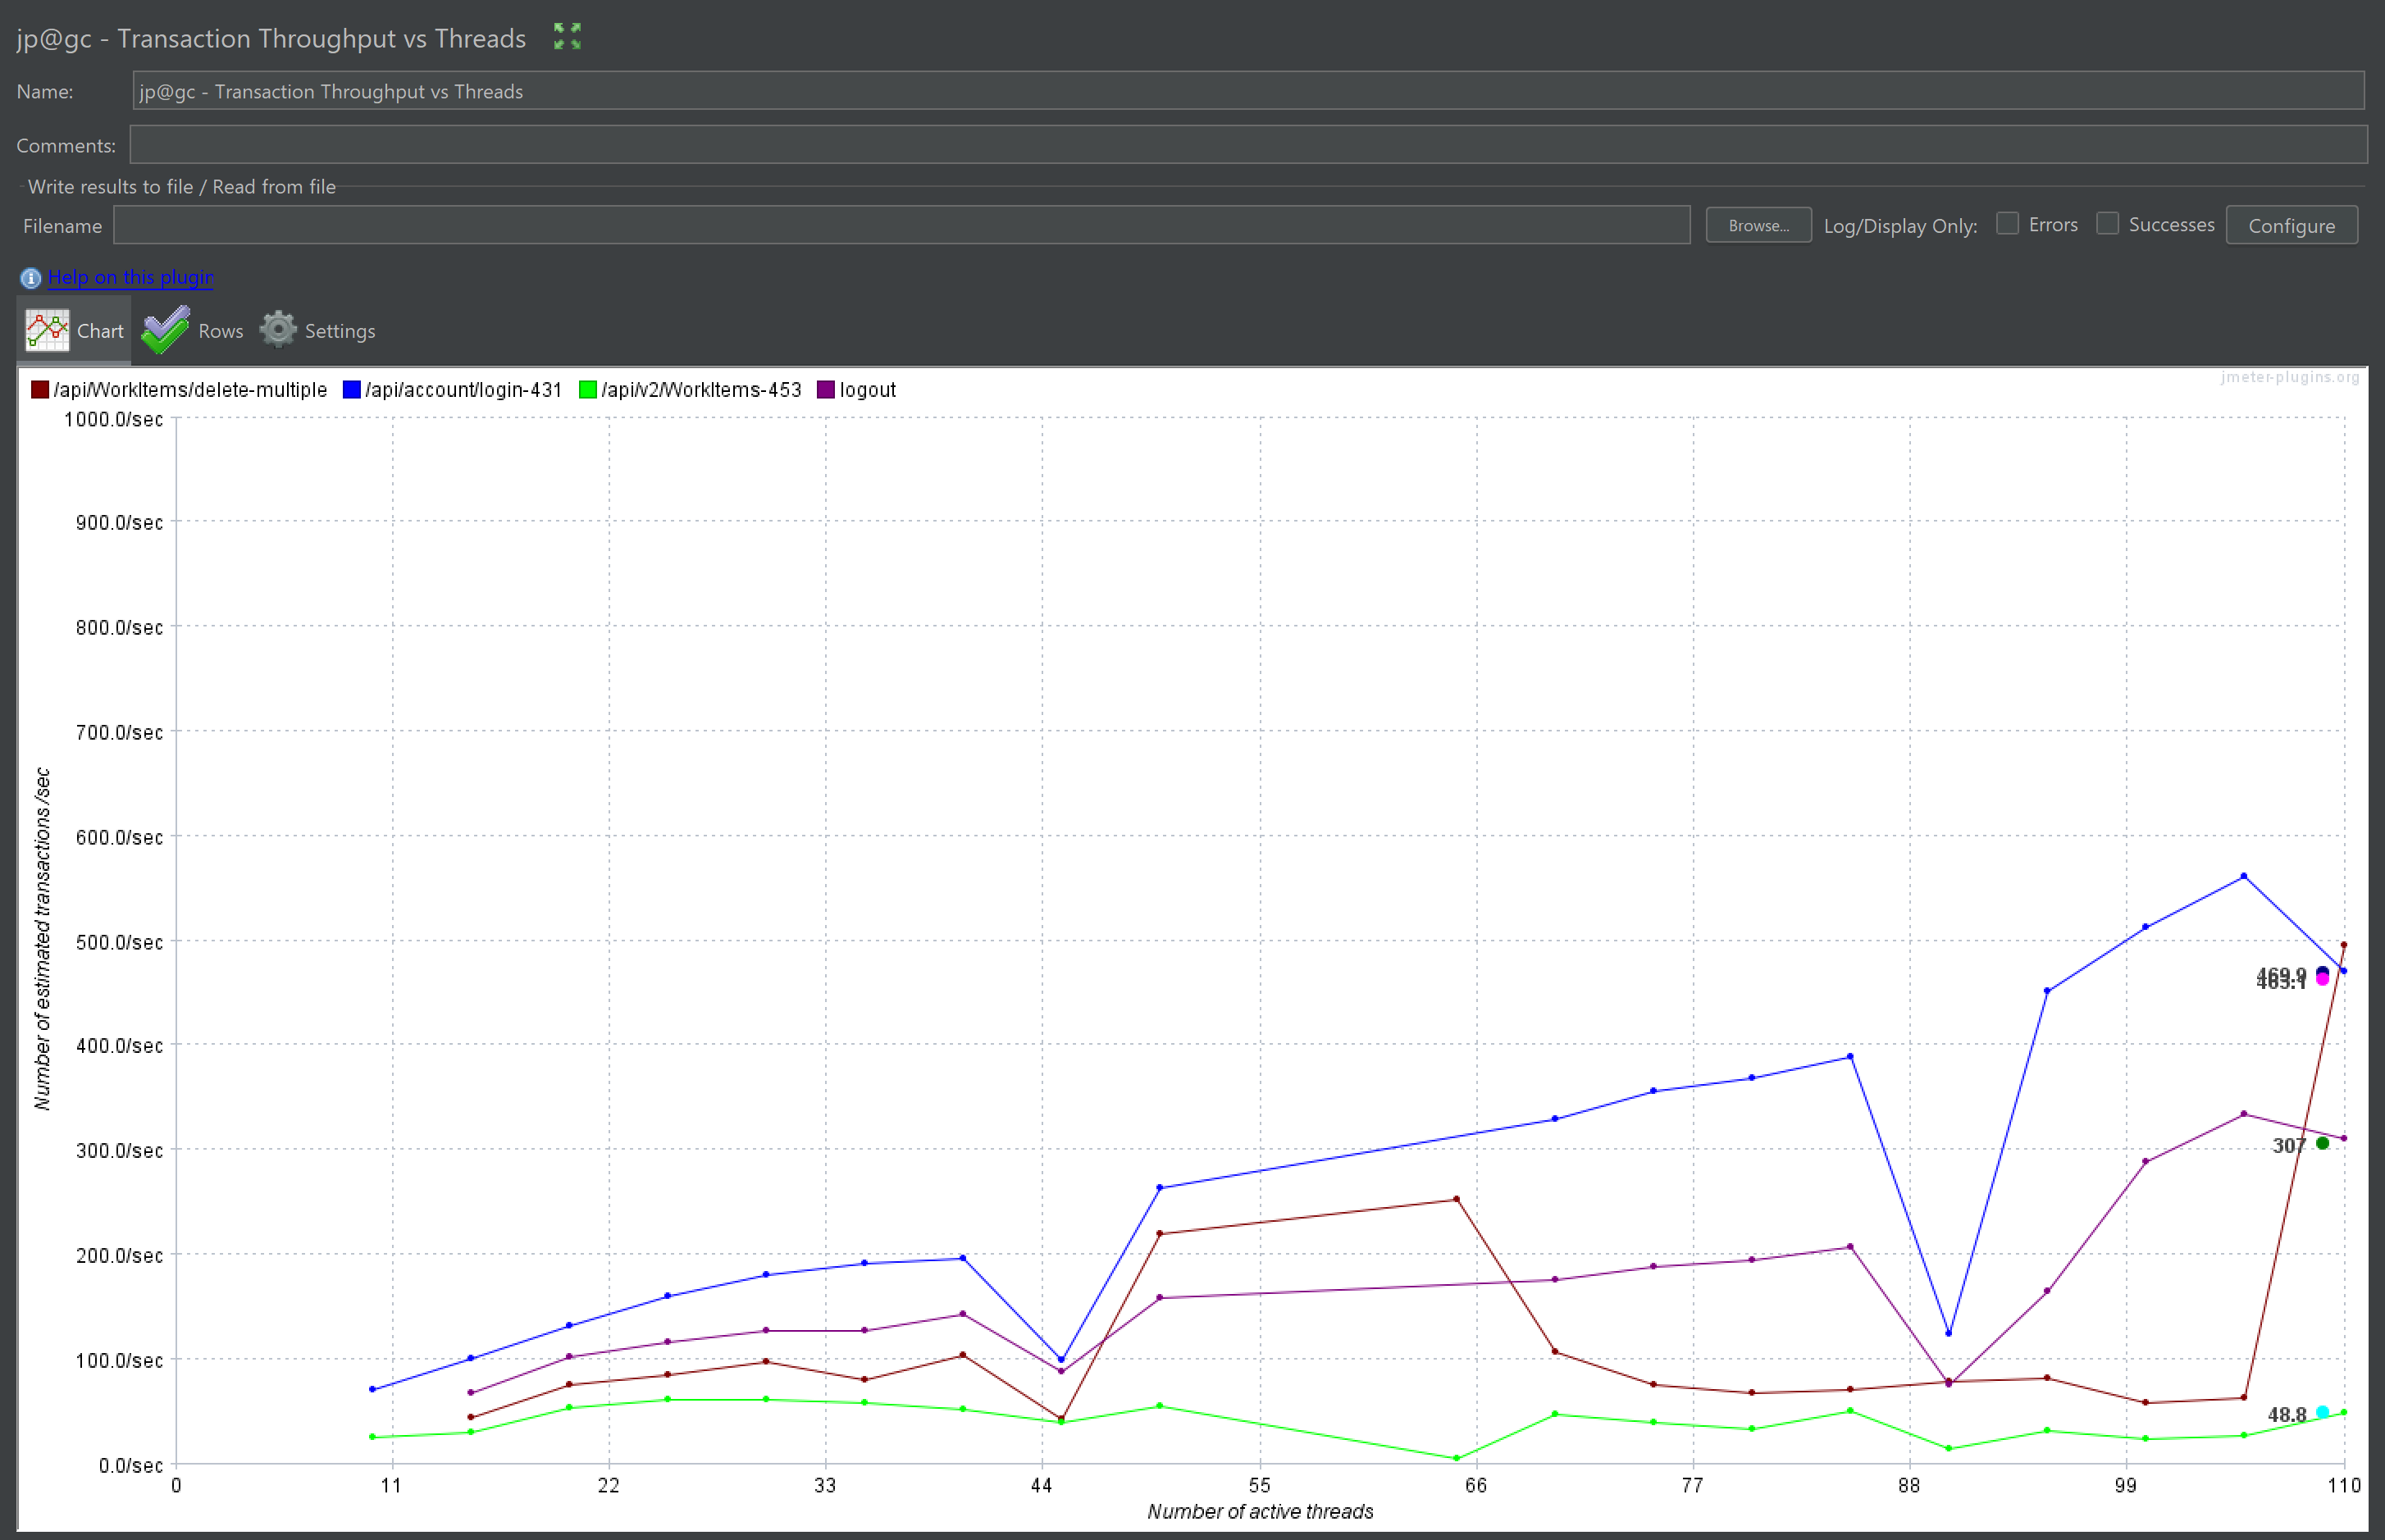 jp@gc - Transaction Throughput vs Threads
Name: jp@gc - Transaction Throughput vs Threads
Comments:
Write results to file / Read from file
Filename Browse... Log/Display Only: Errors Successes Configure
Help on this plugin
Chart Rows Settings
/api/WorkItems/delete-multiple /api/account/login-431 /api/v2/WorkItems-453 logout
jmeter-plugins.org
1000.0/sec
900.0/sec
800.0/sec
700.0/sec
600.0/sec
500.0/sec
400.0/sec
300.0/sec
200.0/sec
100.0/sec
0.0/sec
Number of estimated transactions /sec
469.9
463.1
307
48.8
0 11 22 33 44 55 66 77 88 99 110
Number of active threads